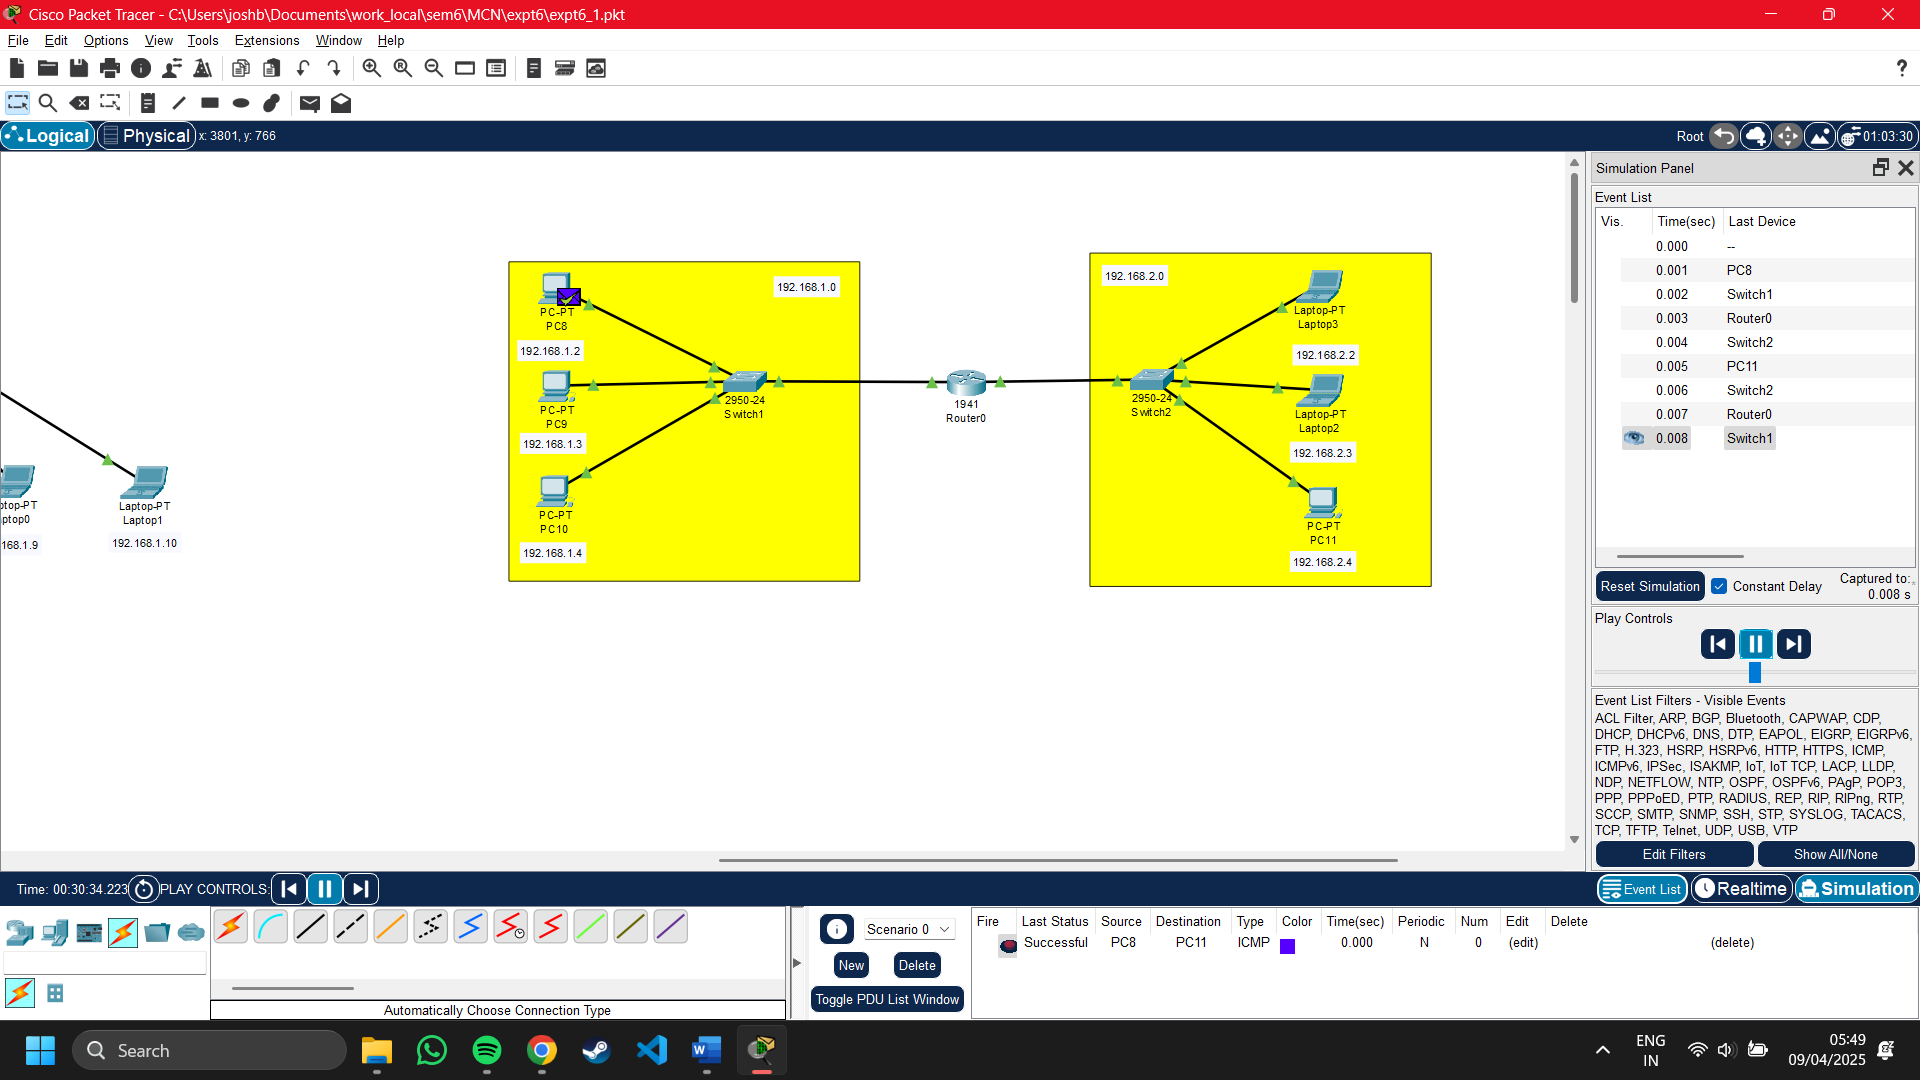 Cisco Packet Tracer - C:\Users\joshb\Documents\work_local\sem6\MCN\expt6\expt6_1.pkt
File Edit Options View Tools Extensions Window Help
?
Logical Physical x: 3801, y: 766 Root 01:03:30
192.168.1.0
PC-PT
PC8
192.168.1.2
PC-PT
PC9
192.168.1.3
PC-PT
PC10
192.168.1.4
2950-24
Switch1
1941
Router0
192.168.2.0
Laptop-PT
Laptop3
192.168.2.2
2950-24
Switch2
Laptop-PT
Laptop2
192.168.2.3
PC-PT
PC11
192.168.2.4
ptop-PT
ptop0
168.1.9
Laptop-PT
Laptop1
192.168.1.10
Simulation Panel
Event List
Vis. Time(sec) Last Device
0.000 --
0.001 PC8
0.002 Switch1
0.003 Router0
0.004 Switch2
0.005 PC11
0.006 Switch2
0.007 Router0
0.008 Switch1
Reset Simulation Constant Delay Captured to:
0.008 s
Play Controls
Event List Filters - Visible Events
ACL Filter, ARP, BGP, Bluetooth, CAPWAP, CDP,
DHCP, DHCPv6, DNS, DTP, EAPOL, EIGRP, EIGRPv6,
FTP, H.323, HSRP, HSRPv6, HTTP, HTTPS, ICMP,
ICMPv6, IPSec, ISAKMP, IoT, IoT TCP, LACP, LLDP,
NDP, NETFLOW, NTP, OSPF, OSPFv6, PAgP, POP3,
PPP, PPPoED, PTP, RADIUS, REP, RIP, RIPng, RTP,
SCCP, SMTP, SNMP, SSH, STP, SYSLOG, TACACS,
TCP, TFTP, Telnet, UDP, USB, VTP
Edit Filters Show All/None
Time: 00:30:34.223 PLAY CONTROLS:
Event List Realtime Simulation
Automatically Choose Connection Type
Scenario 0
New Delete
Toggle PDU List Window
Fire Last Status Source Destination Type Color Time(sec) Periodic Num Edit Delete
Successful PC8 PC11 ICMP 0.000 N 0 (edit) (delete)
Search
ENG
IN
05:49
09/04/2025